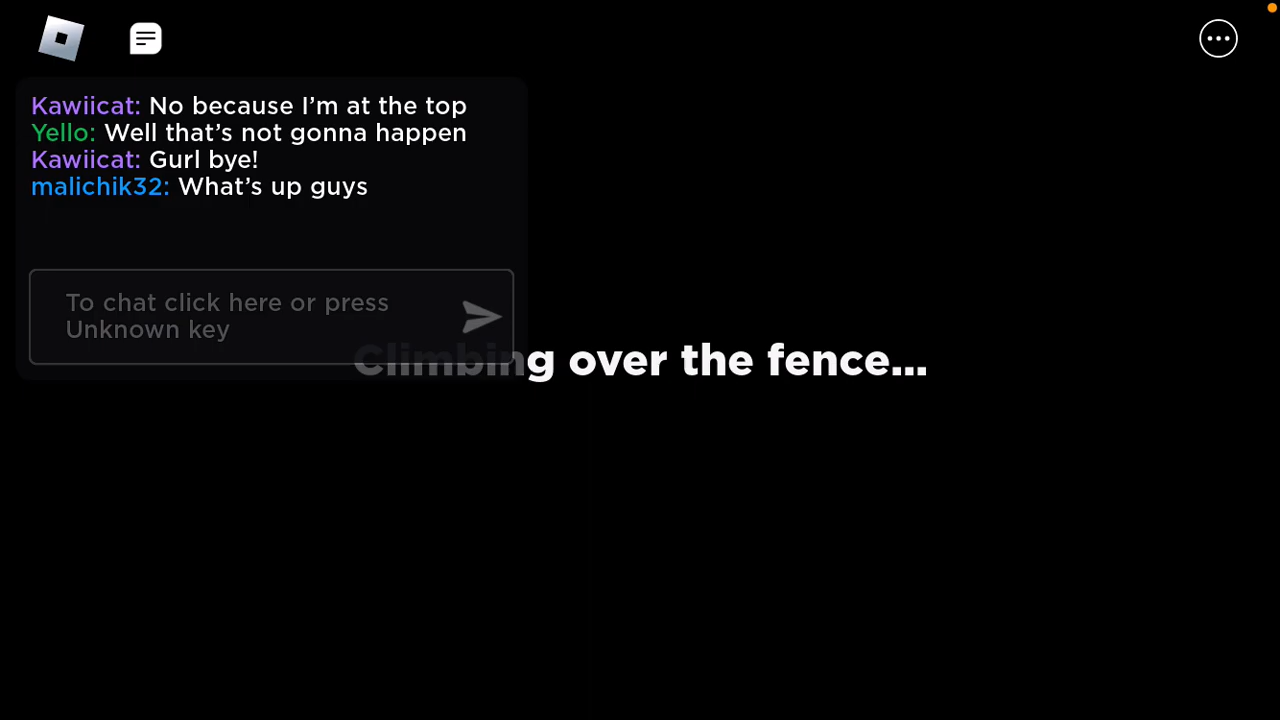 Kawiicat: No because I’m at the top
Yello: Well that’s not gonna happen
Kawiicat: Gurl bye!
malichik32: What’s up guys
To chat click here or press
Unknown key
Climbing over the fence...